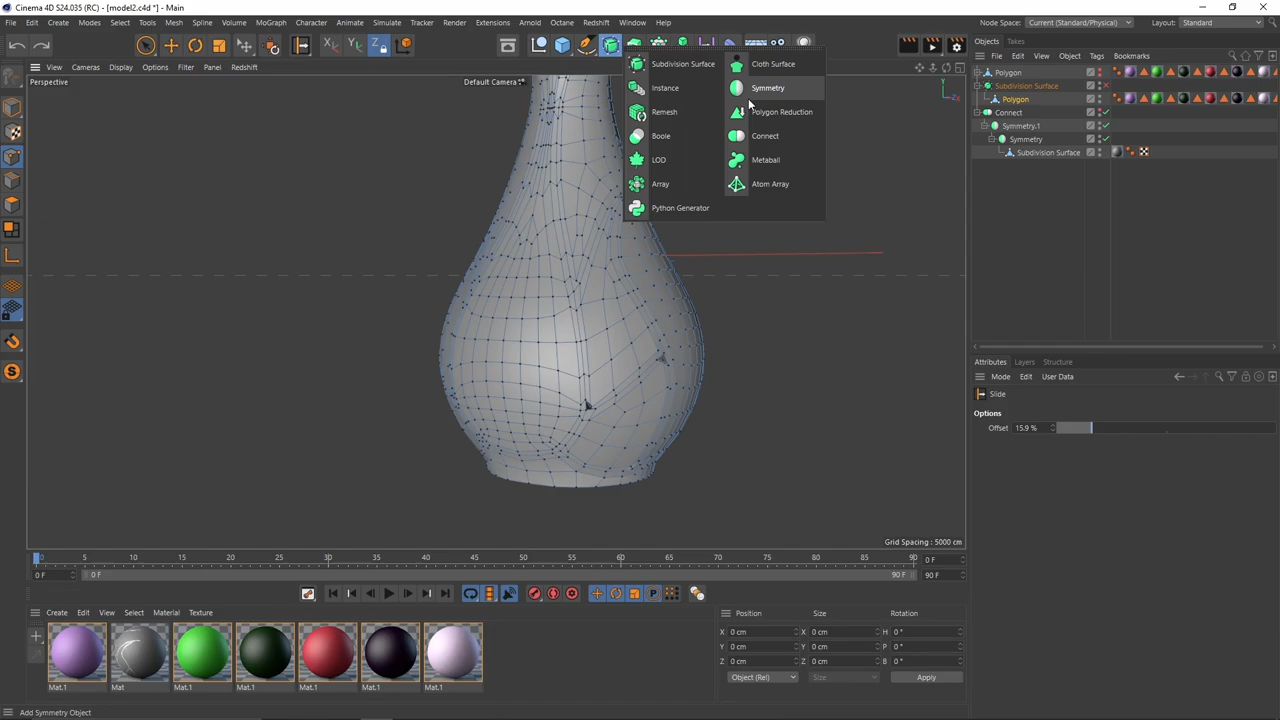 Cinema 4D S24.035 (RC) - [model2.c4d *] - Main
File Edit Create Modes Select Tools Mesh Spline Volume MoGraph Character Animate Simulate Tracker Render Extensions Arnold Octane Redshift Window Help
Node Space: Current (Standard/Physical) Layout: Standard
X Y Z
Objects Takes
File Edit View Object Tags Bookmarks
View Cameras Display Options Filter Panel Redshift
Perspective
Default Camera
Subdivision Surface Cloth Surface
Instance Symmetry
Remesh Polygon Reduction
Boole Connect
LOD Metaball
Array Atom Array
Python Generator
Polygon
Subdivision Surface
Polygon
Connect
Symmetry.1
Symmetry
Subdivision Surface
Attributes Layers Structure
Mode Edit User Data
Slide
Options
Offset 15.9 %
Grid Spacing : 5000 cm
0 5 10 15 20 25 30 35 40 45 50 55 60 65 70 75 80 85 90 0 F
0 F 0 F 90 F 90 F
Create Edit View Select Material Texture
Position Size Rotation
X 0 cm X 0 cm H 0 °
Y 0 cm Y 0 cm P 0 °
Z 0 cm Z 0 cm B 0 °
Object (Rel) Size Apply
Mat.1 Mat Mat.1 Mat.1 Mat.1 Mat.1 Mat.1
Add Symmetry Object